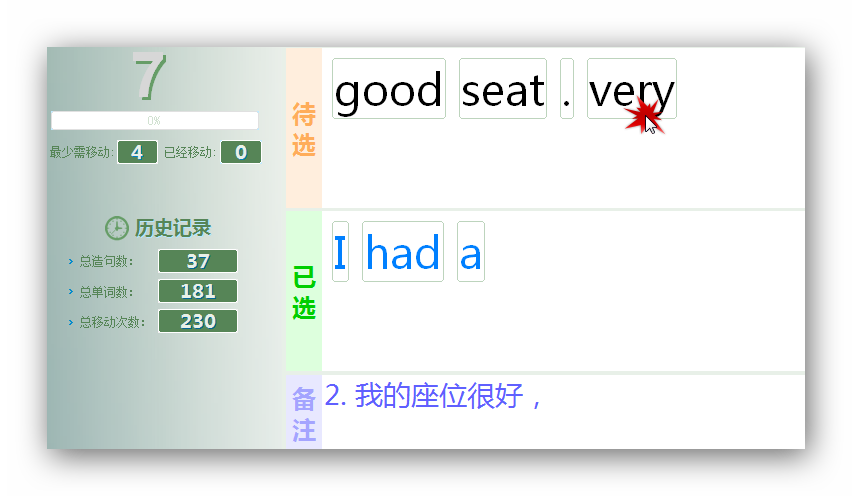 7
0%
最少需移动: 4 已经移动: 0
历史记录
总造句数: 37
总单词数: 181
总移动次数: 230
待选
good seat . very
已选
I had a
备注
2. 我的座位很好，